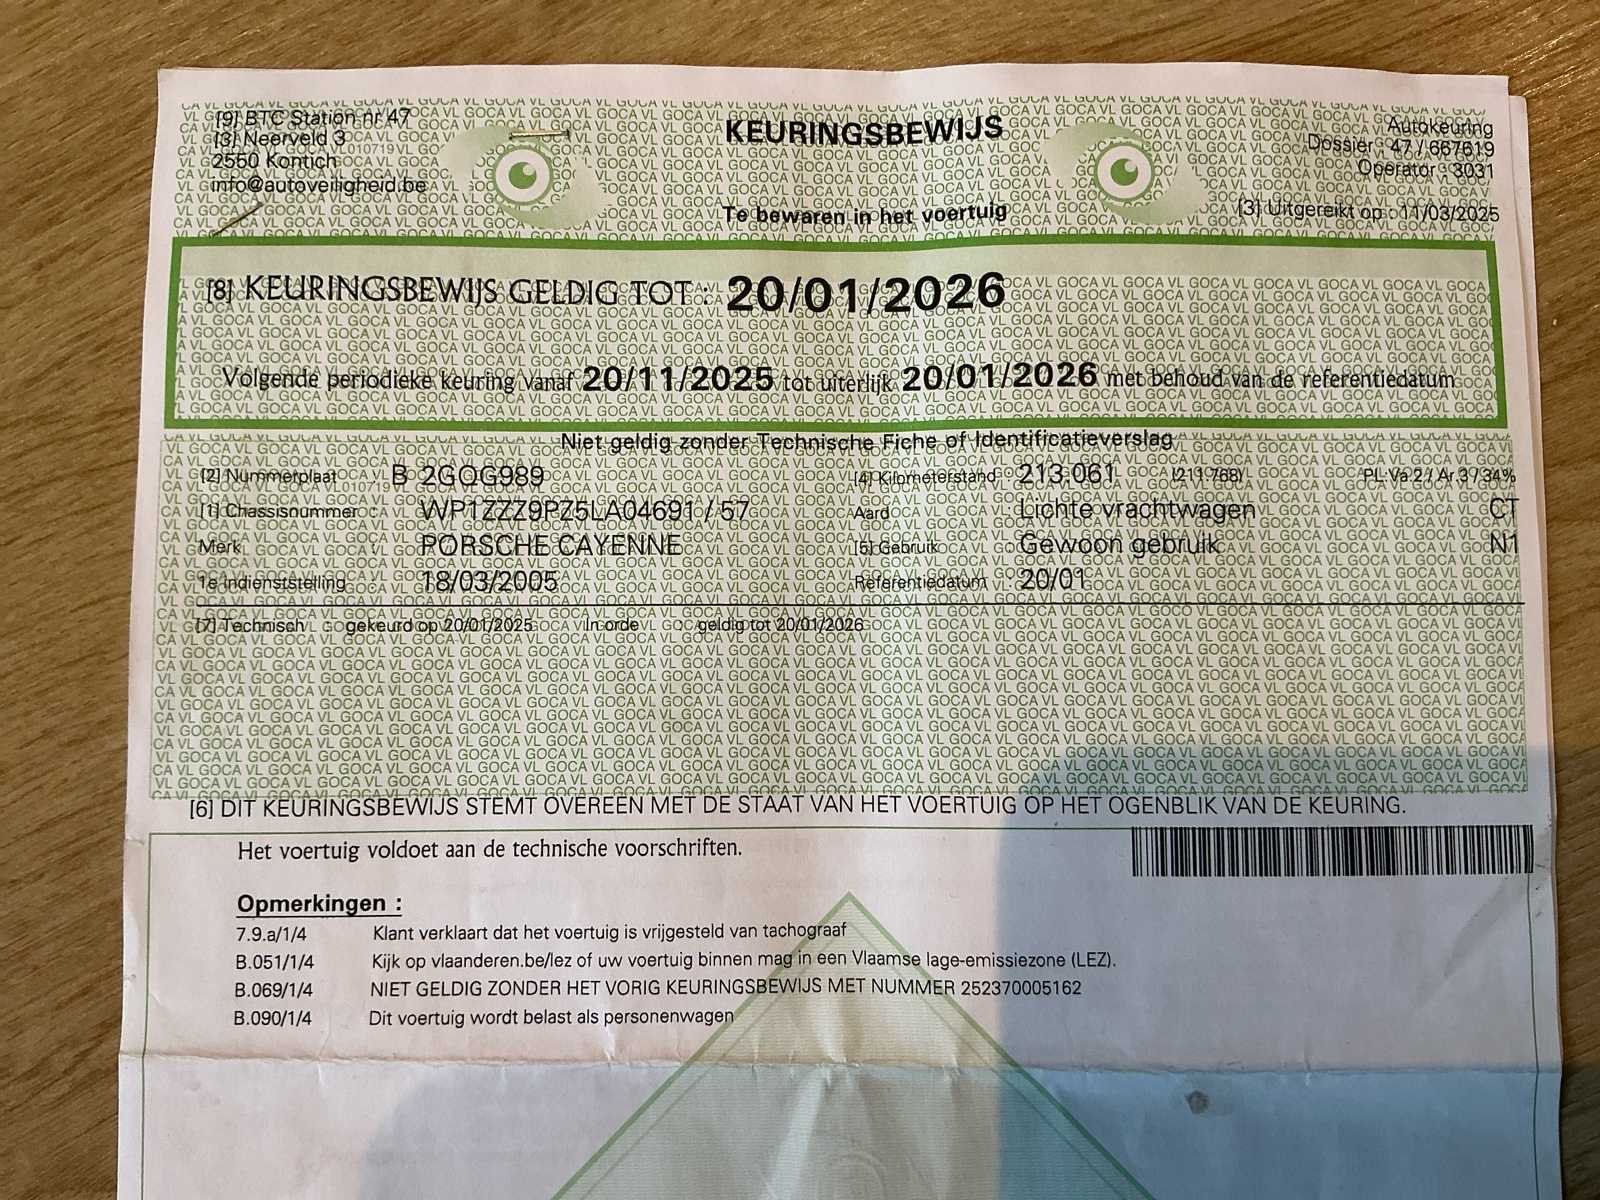 [9] BTC Station nr 47
[3] Neerveld 3
2550 Kontich
info@autoveiligheid.be
KEURINGSBEWIJS
Te bewaren in het voertuig
Autokeuring
Dossier : 47 / 667619
Operator : 3031
[3] Uitgereikt op : 11/03/2025
[8] KEURINGSBEWIJS GELDIG TOT : 20/01/2026
Volgende periodieke keuring vanaf 20/11/2025 tot uiterlijk 20/01/2026 met behoud van de referentiedatum
Niet geldig zonder Technische Fiche of Identificatieverslag
[2] Nummerplaat : B 2GQG989 [4] Kilometerstand : 213.061 (211.768) PL Va 2 / Ar 3 / 34%
[1] Chassisnummer : WP1ZZZ9PZ5LA04691 / 57 Aard : Lichte vrachtwagen CT
Merk : PORSCHE CAYENNE [5] Gebruik : Gewoon gebruik N1
1e indienststelling : 18/03/2005 Referentiedatum : 20/01
[7] Technisch gekeurd op 20/01/2025 In orde geldig tot 20/01/2026
[6] DIT KEURINGSBEWIJS STEMT OVEREEN MET DE STAAT VAN HET VOERTUIG OP HET OGENBLIK VAN DE KEURING.
Het voertuig voldoet aan de technische voorschriften.
Opmerkingen :
7.9.a/1/4 Klant verklaart dat het voertuig is vrijgesteld van tachograaf
B.051/1/4 Kijk op vlaanderen.be/lez of uw voertuig binnen mag in een Vlaamse lage-emissiezone (LEZ).
B.069/1/4 NIET GELDIG ZONDER HET VORIG KEURINGSBEWIJS MET NUMMER 252370005162
B.090/1/4 Dit voertuig wordt belast als personenwagen